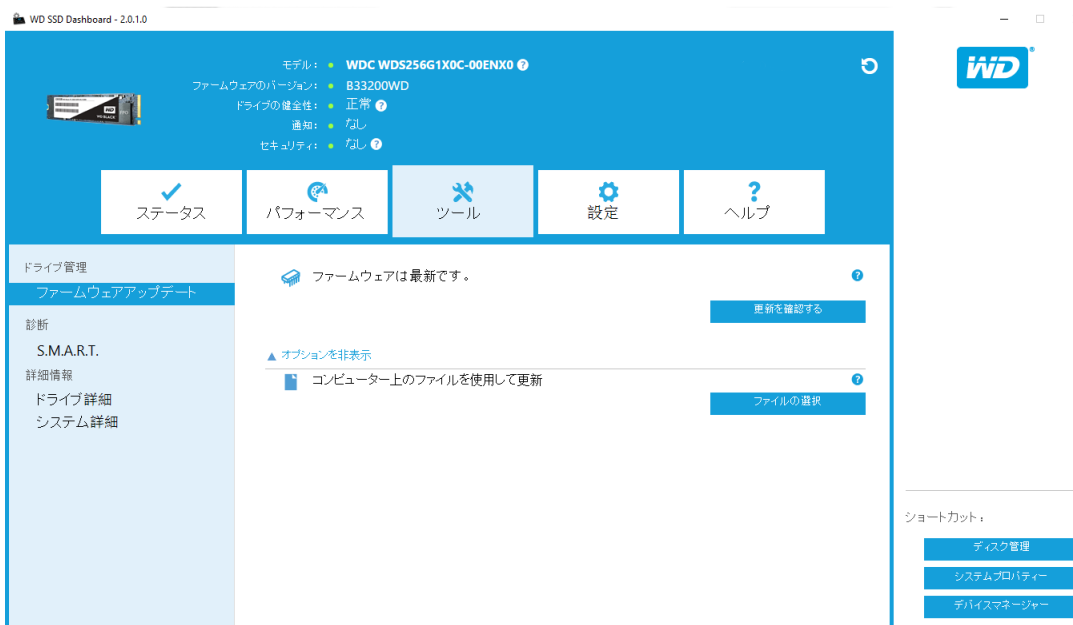 WD SSD Dashboard - 2.0.1.0
モデル： WDC WDS256G1X0C-00ENX0
ファームウェアのバージョン： B33200WD
ドライブの健全性： 正常
通知： なし
セキュリティ： なし
WD
ステータス
パフォーマンス
ツール
設定
ヘルプ
ドライブ管理
ファームウェアアップデート
診断
S.M.A.R.T.
詳細情報
ドライブ詳細
システム詳細
ファームウェアは最新です。
更新を確認する
オプションを非表示
コンピューター上のファイルを使用して更新
ファイルの選択
ショートカット：
ディスク管理
システムプロパティー
デバイスマネージャー